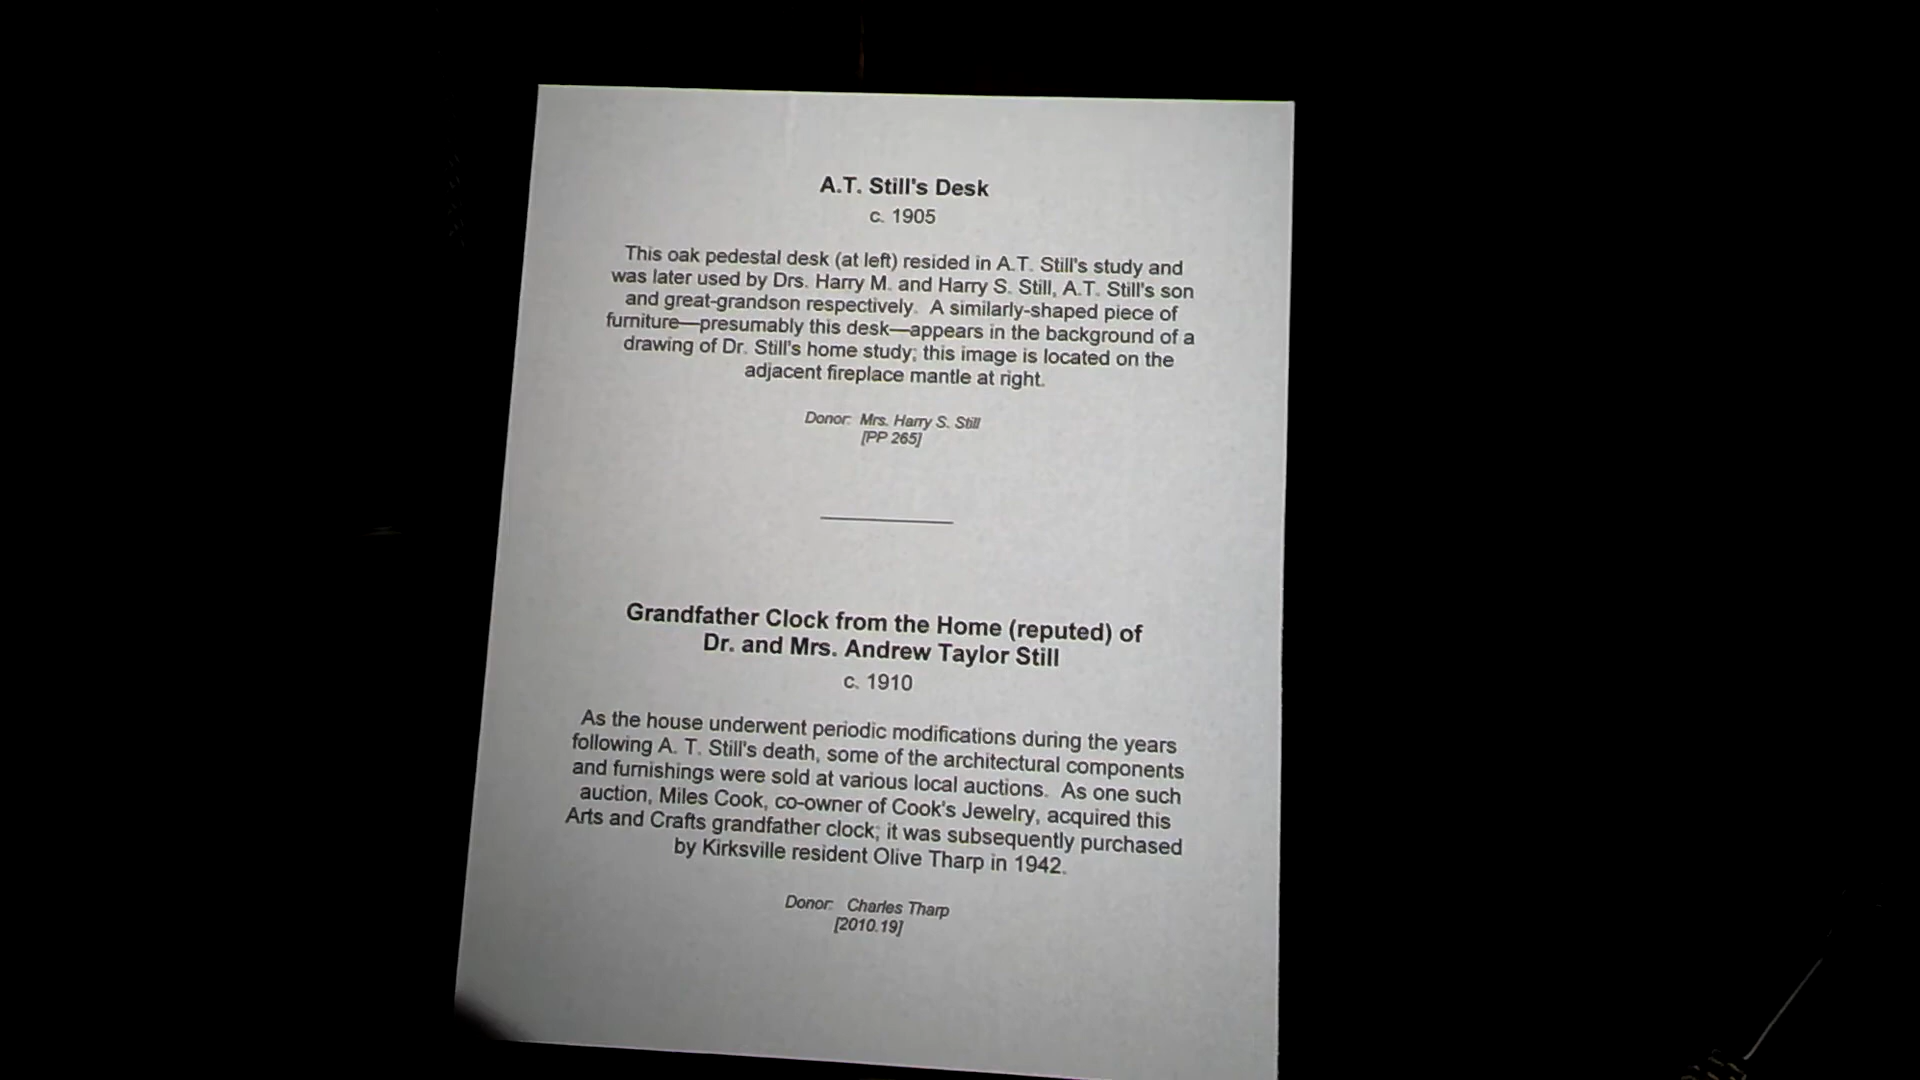 A.T. Still's Desk
c. 1905
This oak pedestal desk (at left) resided in A.T. Still's study and
was later used by Drs. Harry M. and Harry S. Still, A.T. Still's son
and great-grandson respectively. A similarly-shaped piece of
furniture—presumably this desk—appears in the background of a
drawing of Dr. Still's home study; this image is located on the
adjacent fireplace mantle at right.
Donor: Mrs. Harry S. Still
[PP 265]
Grandfather Clock from the Home (reputed) of
Dr. and Mrs. Andrew Taylor Still
c. 1910
As the house underwent periodic modifications during the years
following A. T. Still's death, some of the architectural components
and furnishings were sold at various local auctions. As one such
auction, Miles Cook, co-owner of Cook's Jewelry, acquired this
Arts and Crafts grandfather clock; it was subsequently purchased
by Kirksville resident Olive Tharp in 1942.
Donor: Charles Tharp
[2010.19]